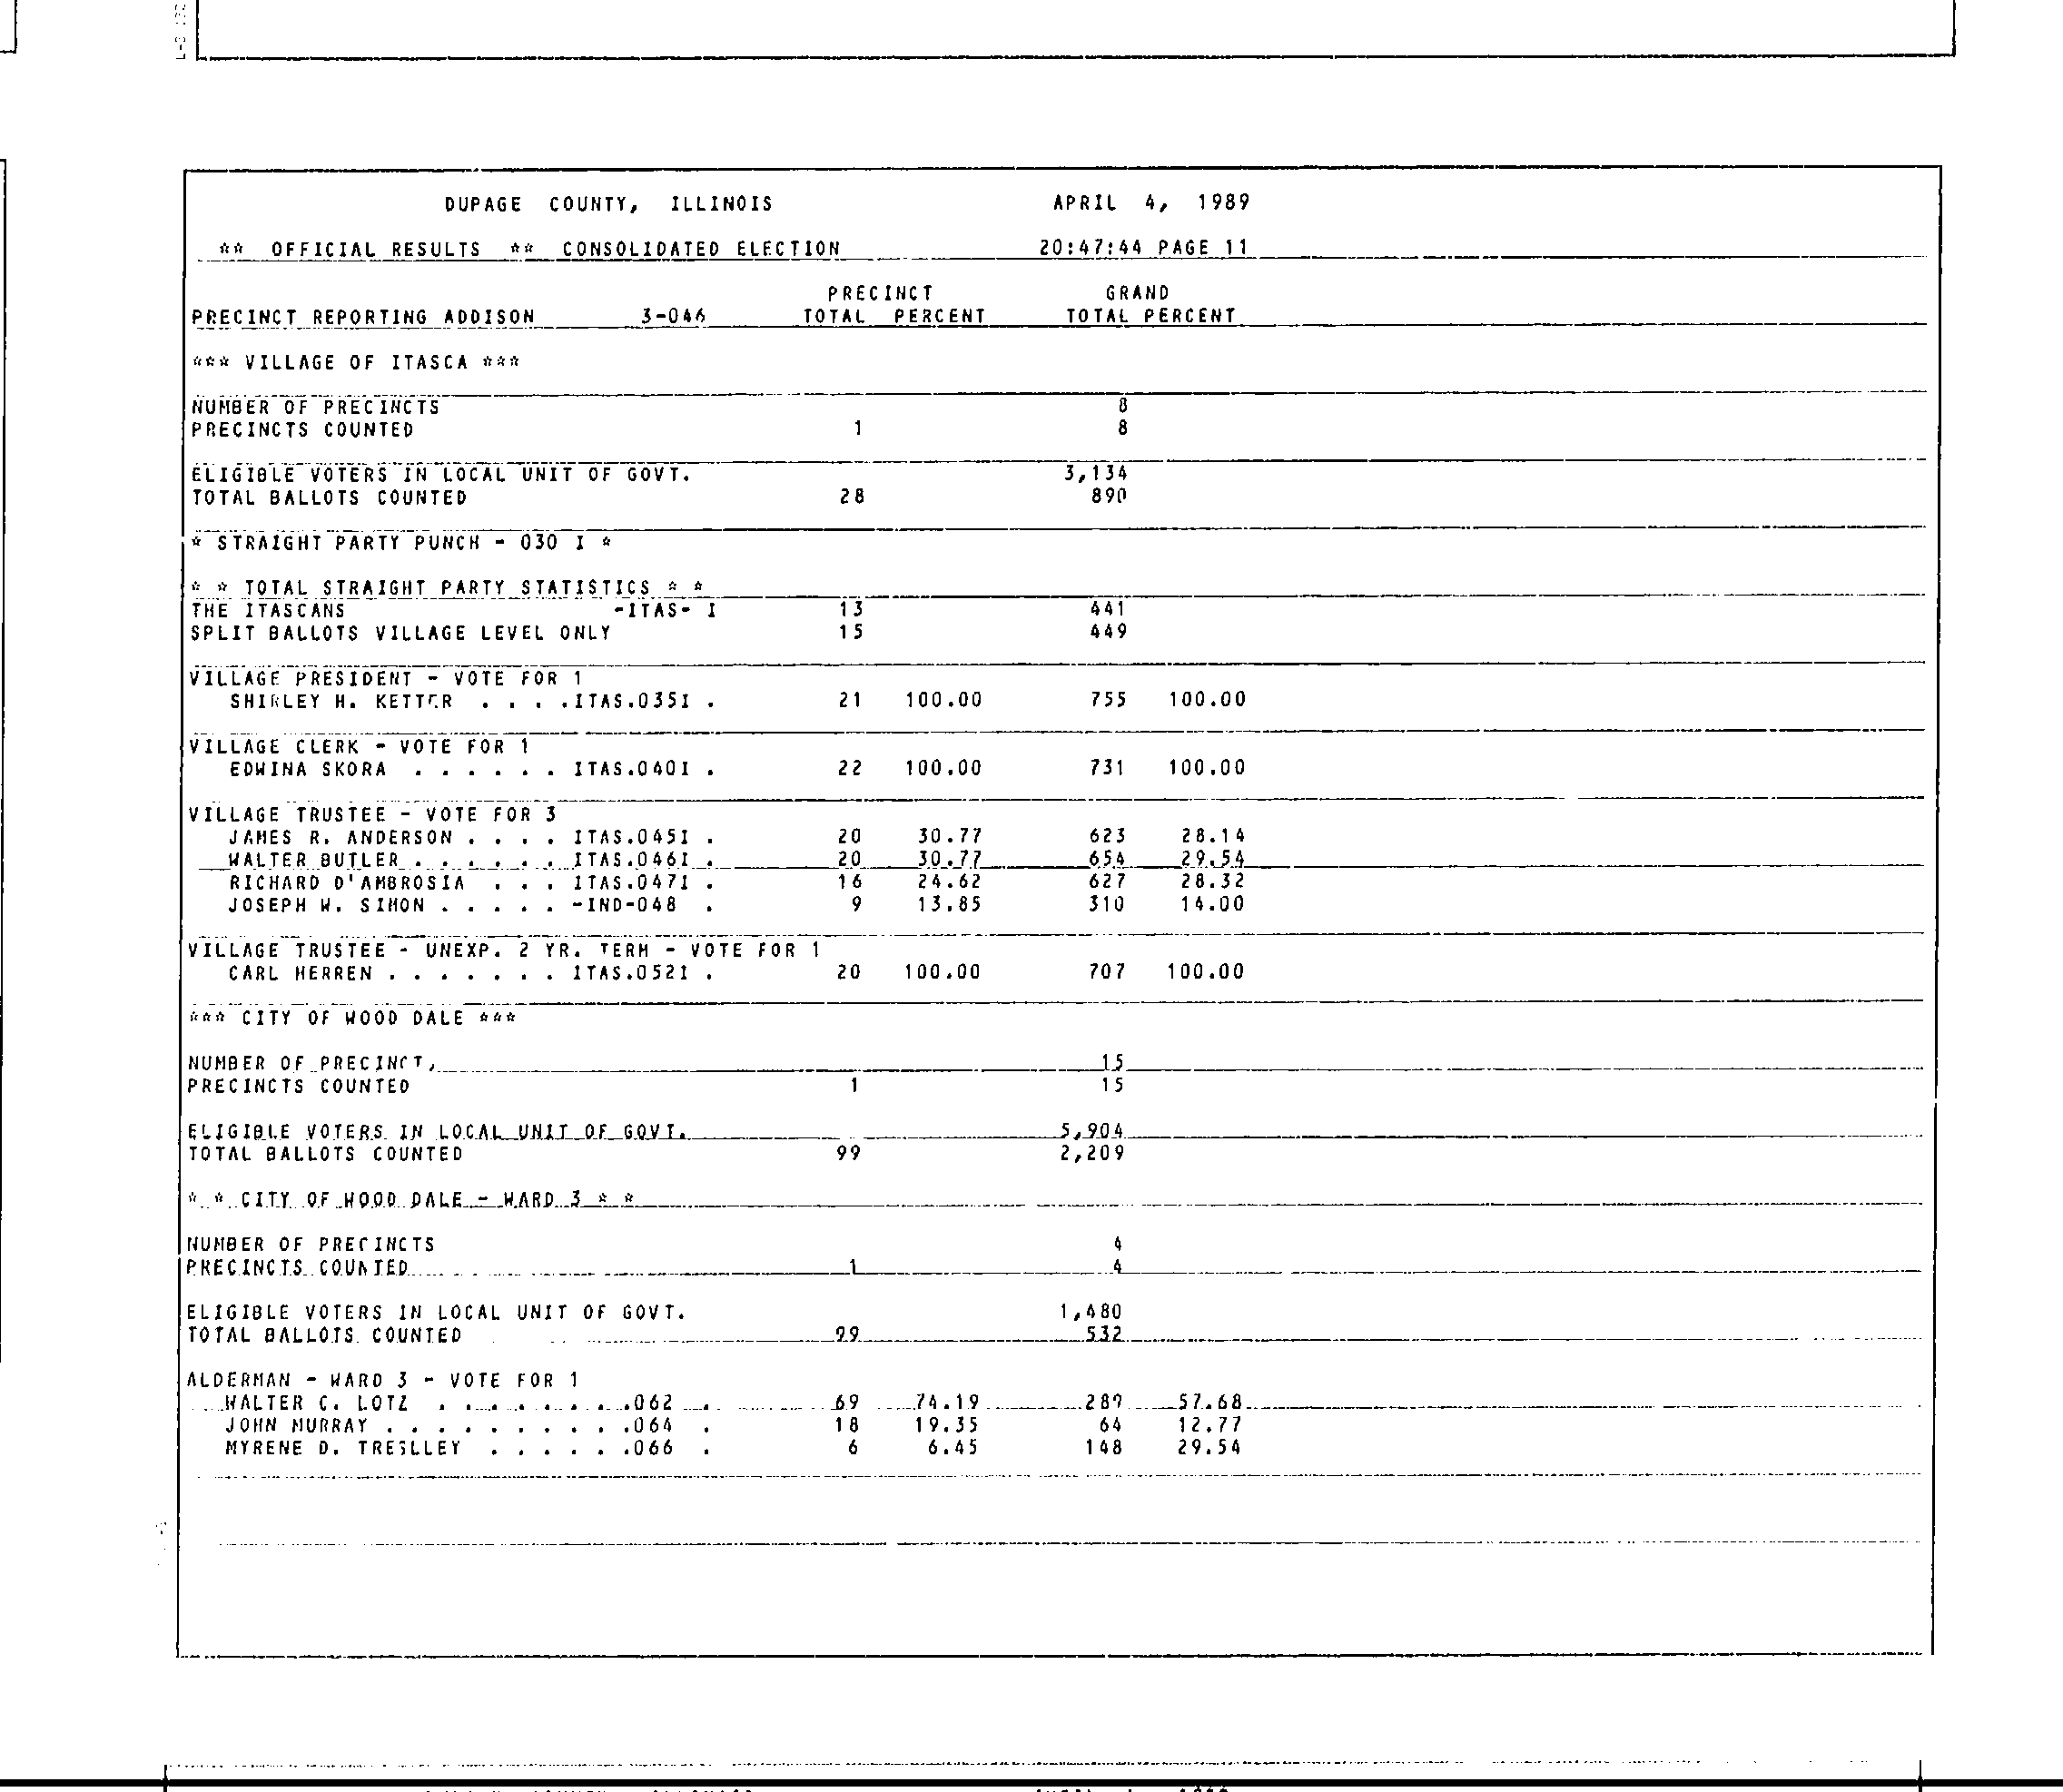 DUPAGE COUNTY, ILLINOIS APRIL 4, 1989
** OFFICIAL RESULTS ** CONSOLIDATED ELECTION 20:47:44 PAGE 11
PRECINCT GRAND
PRECINCT REPORTING ADDISON 3-046 TOTAL PERCENT TOTAL PERCENT
*** VILLAGE OF ITASCA ***
NUMBER OF PRECINCTS 8
PRECINCTS COUNTED 1 8
ELIGIBLE VOTERS IN LOCAL UNIT OF GOVT. 3,134
TOTAL BALLOTS COUNTED 28 890
* STRAIGHT PARTY PUNCH - 030 I *
* * TOTAL STRAIGHT PARTY STATISTICS * *
THE ITASCANS -ITAS- I 13 441
SPLIT BALLOTS VILLAGE LEVEL ONLY 15 449
VILLAGE PRESIDENT - VOTE FOR 1
SHIRLEY H. KETTER . . . .ITAS.035I . 21 100.00 755 100.00
VILLAGE CLERK - VOTE FOR 1
EDWINA SKORA . . . . . . ITAS.040I . 22 100.00 731 100.00
VILLAGE TRUSTEE - VOTE FOR 3
JAMES R. ANDERSON . . . . ITAS.045I . 20 30.77 623 28.14
WALTER BUTLER . . . . . . ITAS.046I . 20 30.77 654 29.54
RICHARD D'AMBROSIA . . . ITAS.047I . 16 24.62 627 28.32
JOSEPH W. SIMON . . . . . -IND-048 . 9 13.85 310 14.00
VILLAGE TRUSTEE - UNEXP. 2 YR. TERM - VOTE FOR 1
CARL HERREN . . . . . . . ITAS.052I . 20 100.00 707 100.00
*** CITY OF WOOD DALE ***
NUMBER OF PRECINCT, 15
PRECINCTS COUNTED 1 15
ELIGIBLE VOTERS IN LOCAL UNIT OF GOVT. 5,904
TOTAL BALLOTS COUNTED 99 2,209
* * CITY OF WOOD DALE - WARD 3 * *
NUMBER OF PRECINCTS 4
PRECINCTS COUNTED 1 4
ELIGIBLE VOTERS IN LOCAL UNIT OF GOVT. 1,480
TOTAL BALLOTS COUNTED 99 532
ALDERMAN - WARD 3 - VOTE FOR 1
WALTER C. LOTZ . . . . . . . .062 . 69 74.19 289 57.68
JOHN MURRAY . . . . . . . . . .064 . 18 19.35 64 12.77
MYRENE D. TRESLLEY . . . . . .066 . 6 6.45 148 29.54